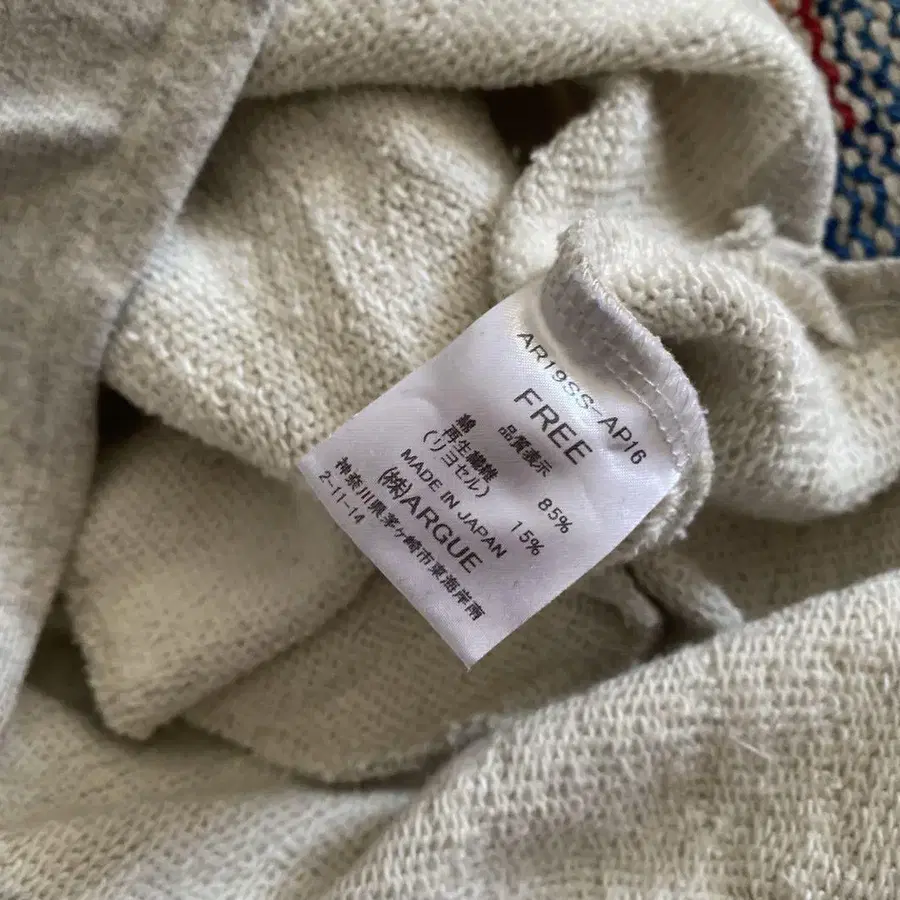 AR19SS-AP16
FREE
品質表示
綿 85%
再生繊維 15%
(リヨセル)
MADE IN JAPAN
(株)ARGUE
神奈川県茅ヶ崎市東海岸南
2-11-14